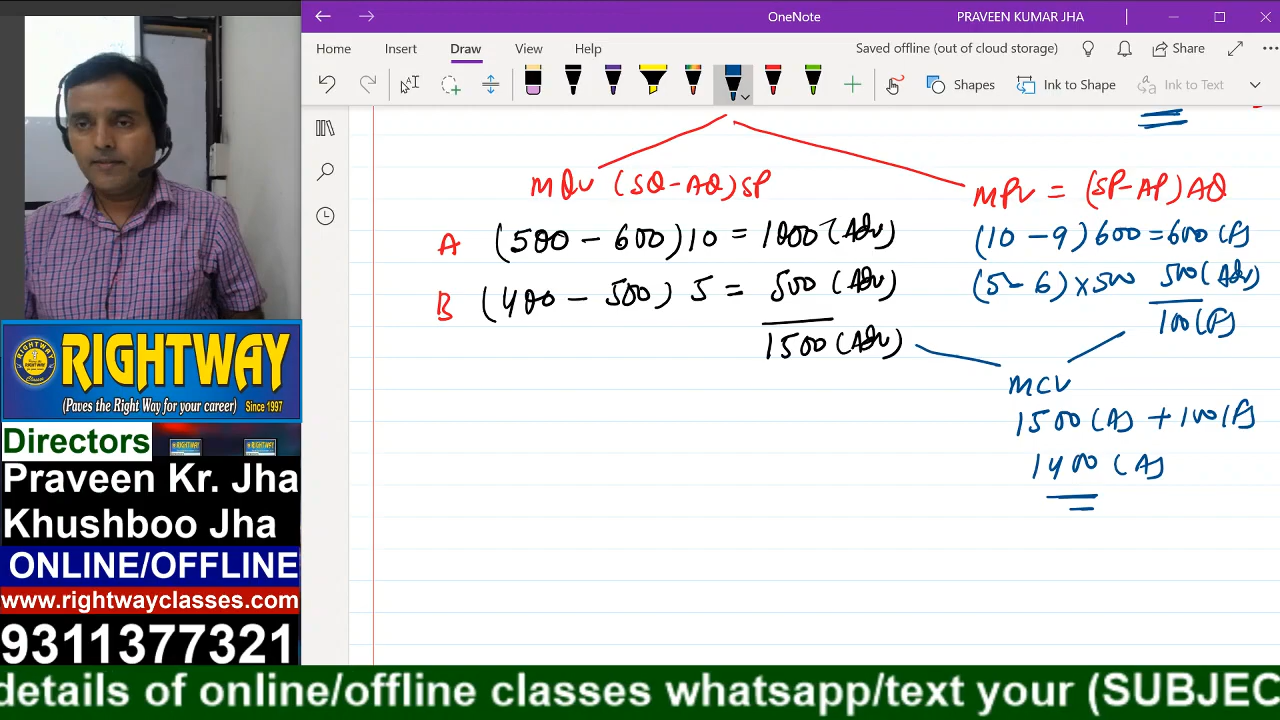 OneNote
PRAVEEN KUMAR JHA
Home Insert Draw View Help
Saved offline (out of cloud storage) Share
Shapes Ink to Shape Ink to Text
MQV (SQ-AQ)SP
MPV = (SP-AP)AQ
A (500 - 600)10 = 1000 (Adv)
(10 - 9)600 = 600 (F)
B (400 - 500) 5 = 500 (Adv)
(5 - 6) × 500 500 (Adv)
1500 (Adv)
100 (F)
MCV
1500 (A) + 100 (F)
1400 (A)
RIGHTWAY
(Paves the Right Way for your career) Since 1997
Directors
Praveen Kr. Jha
Khushboo Jha
ONLINE/OFFLINE
www.rightwayclasses.com
9311377321
details of online/offline classes whatsapp/text your (SUBJEC